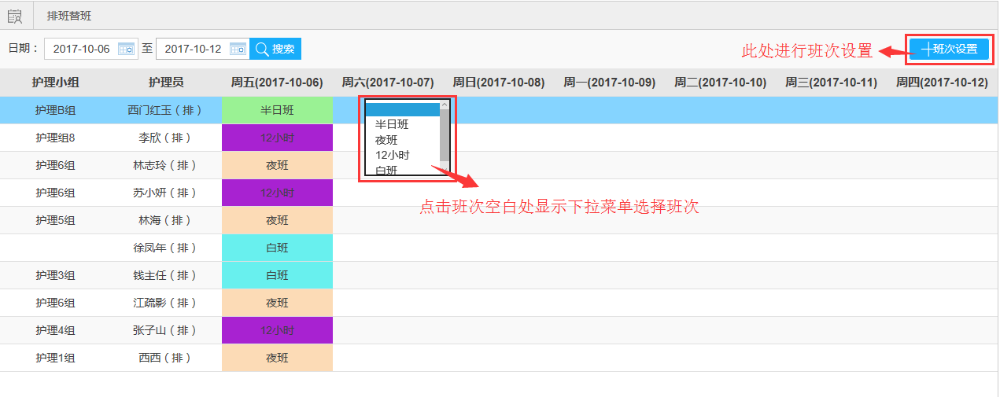 排班替班
日期： 2017-10-06 至 2017-10-12 搜索 此处进行班次设置 十班次设置
护理小组 护理员 周五(2017-10-06) 周六(2017-10-07) 周日(2017-10-08) 周一(2017-10-09) 周二(2017-10-10) 周三(2017-10-11) 周四(2017-10-12)
护理B组 西门红玉（排） 半日班
半日班
夜班
12小时
白班
护理组8 李欣（排） 12小时
护理6组 林志玲（排） 夜班
护理6组 苏小妍（排） 12小时
点击班次空白处显示下拉菜单选择班次
护理5组 林海（排） 夜班
徐凤年（排） 白班
护理3组 钱主任（排） 白班
护理6组 江疏影（排） 夜班
护理4组 张子山（排） 12小时
护理1组 西西（排） 夜班